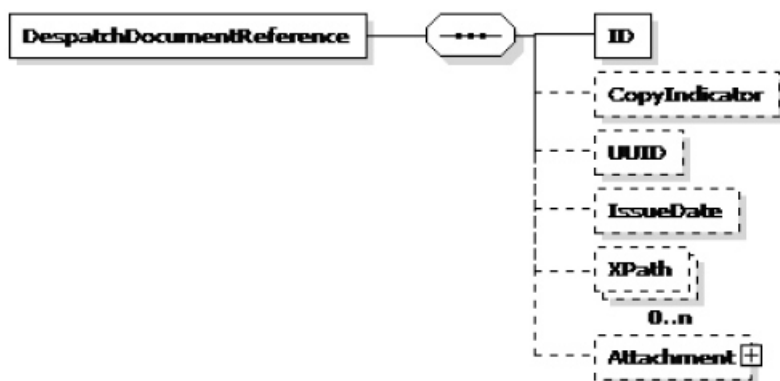 DespatchDocumentReference
ID
CopyIndicator
UUID
IssueDate
XPath
0..n
Attachment